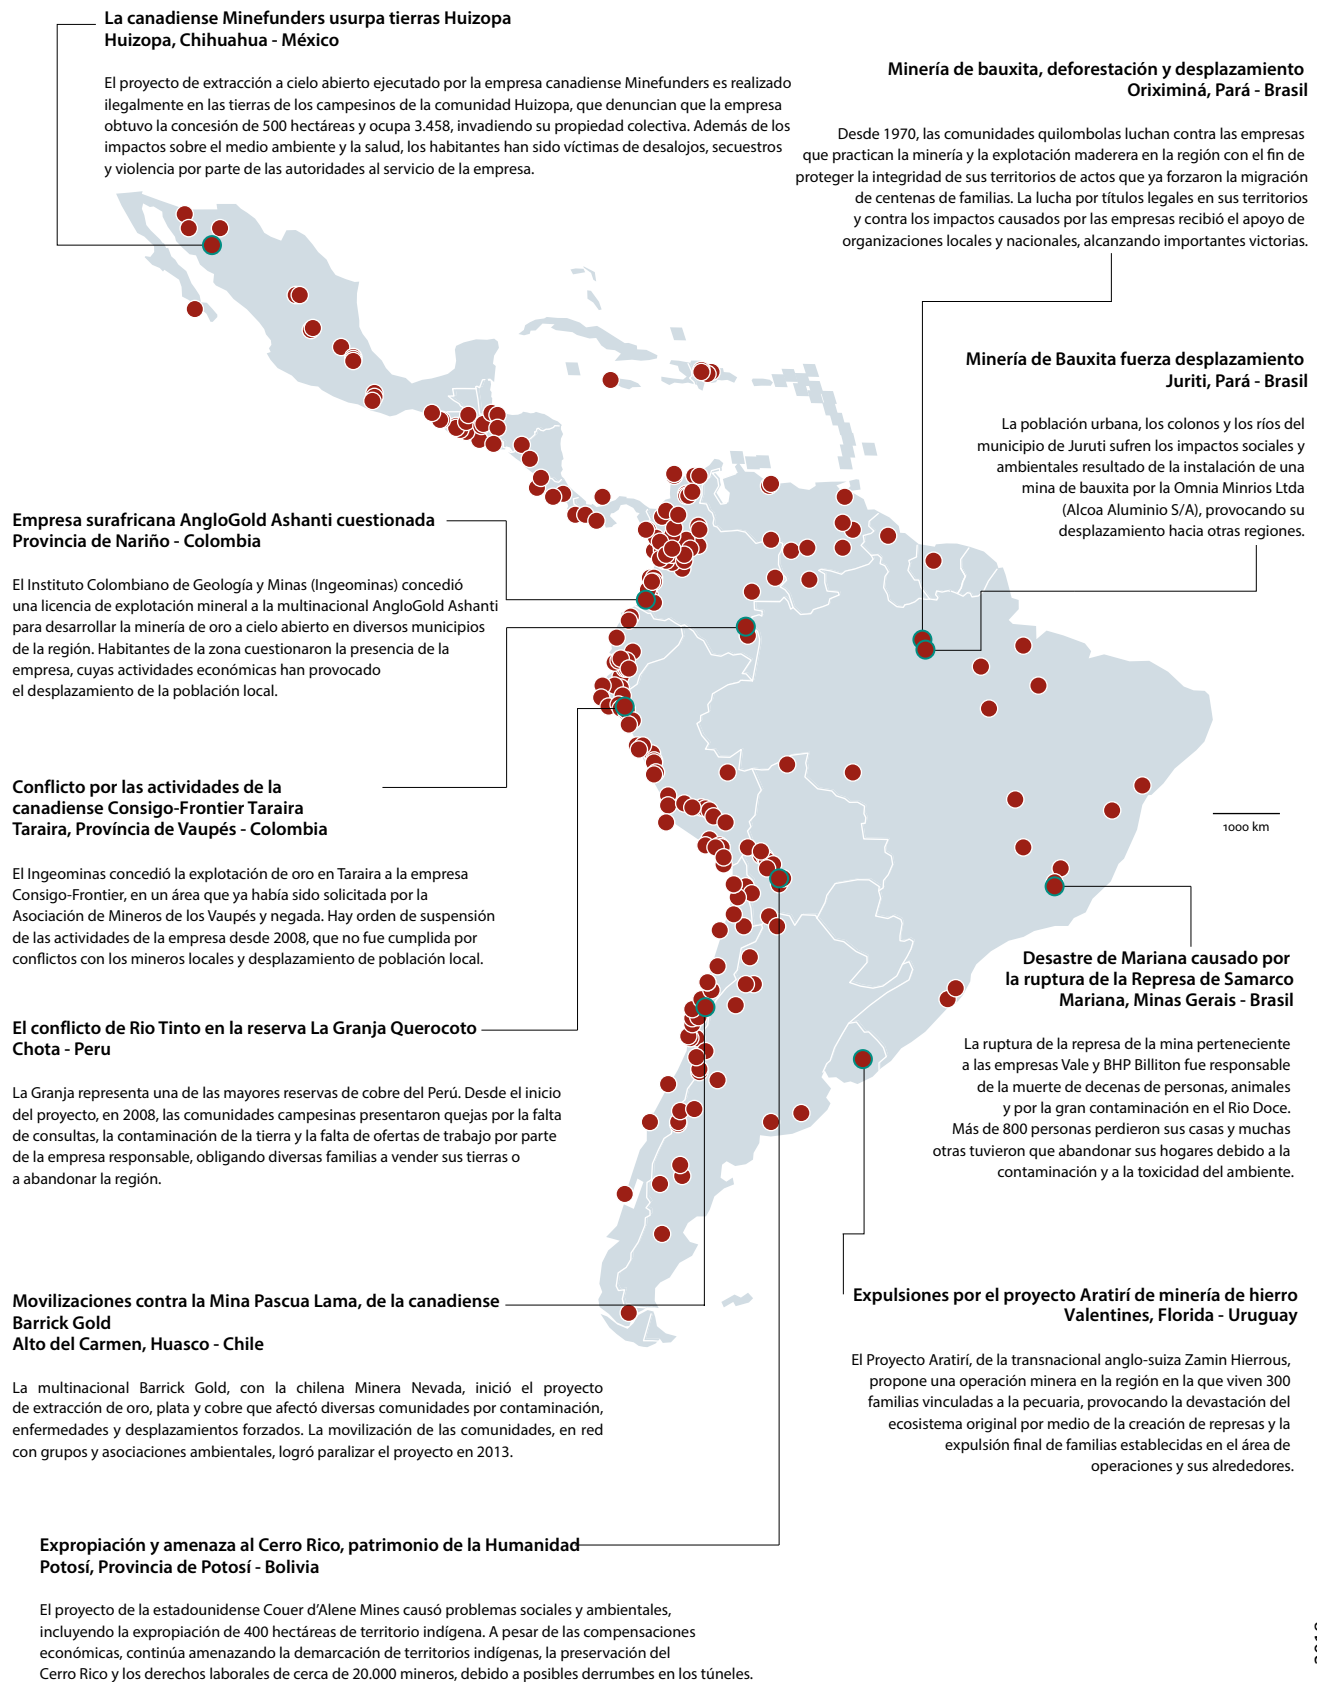 La canadiense Minefunders usurpa tierras Huizopa
Huizopa, Chihuahua - México
El proyecto de extracción a cielo abierto ejecutado por la empresa canadiense Minefunders es realizado
ilegalmente en las tierras de los campesinos de la comunidad Huizopa, que denuncian que la empresa
obtuvo la concesión de 500 hectáreas y ocupa 3.458, invadiendo su propiedad colectiva. Además de los
impactos sobre el medio ambiente y la salud, los habitantes han sido víctimas de desalojos, secuestros
y violencia por parte de las autoridades al servicio de la empresa.
Minería de bauxita, deforestación y desplazamiento
Oriximiná, Pará - Brasil
Desde 1970, las comunidades quilombolas luchan contra las empresas
que practican la minería y la explotación maderera en la región con el fin de
proteger la integridad de sus territorios de actos que ya forzaron la migración
de centenas de familias. La lucha por títulos legales en sus territorios
y contra los impactos causados por las empresas recibió el apoyo de
organizaciones locales y nacionales, alcanzando importantes victorias.
Minería de Bauxita fuerza desplazamiento
Juriti, Pará - Brasil
La población urbana, los colonos y los ríos del
municipio de Juruti sufren los impactos sociales y
ambientales resultado de la instalación de una
mina de bauxita por la Omnia Minrios Ltda
(Alcoa Aluminio S/A), provocando su
desplazamiento hacia otras regiones.
Empresa surafricana AngloGold Ashanti cuestionada
Provincia de Nariño - Colombia
El Instituto Colombiano de Geología y Minas (Ingeominas) concedió
una licencia de explotación mineral a la multinacional AngloGold Ashanti
para desarrollar la minería de oro a cielo abierto en diversos municipios
de la región. Habitantes de la zona cuestionaron la presencia de la
empresa, cuyas actividades económicas han provocado
el desplazamiento de la población local.
Conflicto por las actividades de la
canadiense Consigo-Frontier Taraira
Taraira, Província de Vaupés - Colombia
El Ingeominas concedió la explotación de oro en Taraira a la empresa
Consigo-Frontier, en un área que ya había sido solicitada por la
Asociación de Mineros de los Vaupés y negada. Hay orden de suspensión
de las actividades de la empresa desde 2008, que no fue cumplida por
conflictos con los mineros locales y desplazamiento de población local.
1000 km
Desastre de Mariana causado por
la ruptura de la Represa de Samarco
Mariana, Minas Gerais - Brasil
La ruptura de la represa de la mina perteneciente
a las empresas Vale y BHP Billiton fue responsable
de la muerte de decenas de personas, animales
y por la gran contaminación en el Rio Doce.
Más de 800 personas perdieron sus casas y muchas
otras tuvieron que abandonar sus hogares debido a la
contaminación y a la toxicidad del ambiente.
El conflicto de Rio Tinto en la reserva La Granja Querocoto
Chota - Peru
La Granja representa una de las mayores reservas de cobre del Perú. Desde el inicio
del proyecto, en 2008, las comunidades campesinas presentaron quejas por la falta
de consultas, la contaminación de la tierra y la falta de ofertas de trabajo por parte
de la empresa responsable, obligando diversas familias a vender sus tierras o
a abandonar la región.
Movilizaciones contra la Mina Pascua Lama, de la canadiense
Barrick Gold
Alto del Carmen, Huasco - Chile
La multinacional Barrick Gold, con la chilena Minera Nevada, inició el proyecto
de extracción de oro, plata y cobre que afectó diversas comunidades por contaminación,
enfermedades y desplazamientos forzados. La movilización de las comunidades, en red
con grupos y asociaciones ambientales, logró paralizar el proyecto en 2013.
Expulsiones por el proyecto Aratirí de minería de hierro
Valentines, Florida - Uruguay
El Proyecto Aratirí, de la transnacional anglo-suiza Zamin Hierrous,
propone una operación minera en la región en la que viven 300
familias vinculadas a la pecuaria, provocando la devastación del
ecosistema original por medio de la creación de represas y la
expulsión final de familias establecidas en el área de
operaciones y sus alrededores.
Expropiación y amenaza al Cerro Rico, patrimonio de la Humanidad
Potosí, Provincia de Potosí - Bolivia
El proyecto de la estadounidense Couer d'Alene Mines causó problemas sociales y ambientales,
incluyendo la expropiación de 400 hectáreas de territorio indígena. A pesar de las compensaciones
económicas, continúa amenazando la demarcación de territorios indígenas, la preservación del
Cerro Rico y los derechos laborales de cerca de 20.000 mineros, debido a posibles derrumbes en los túneles.